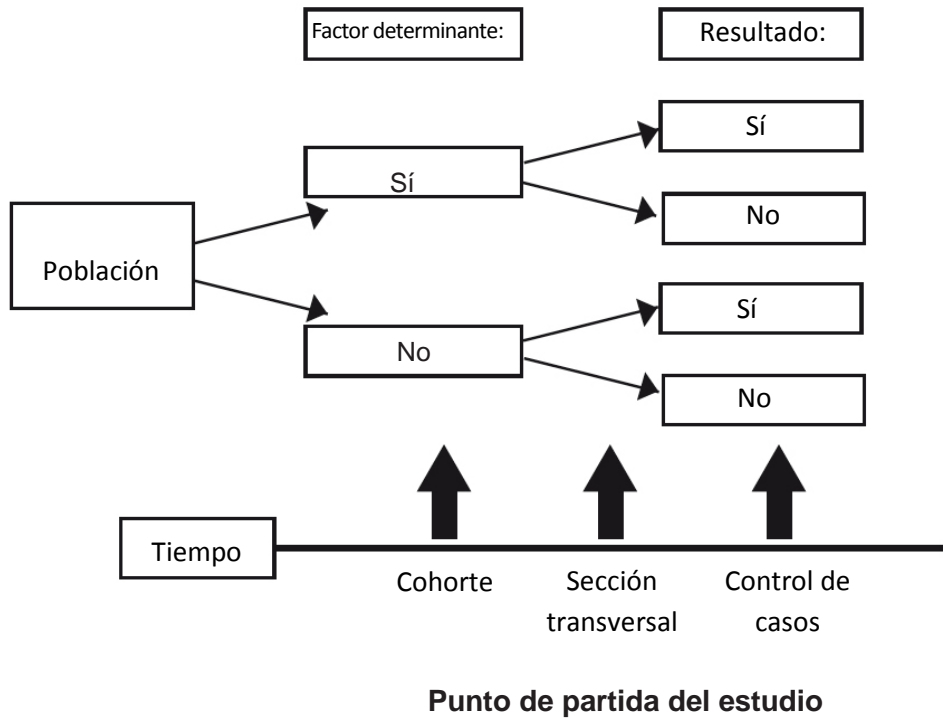 Factor determinante:
Resultado:
Sí
Sí
No
Población
Sí
No
No
Tiempo
Cohorte
Sección
transversal
Control de
casos
Punto de partida del estudio